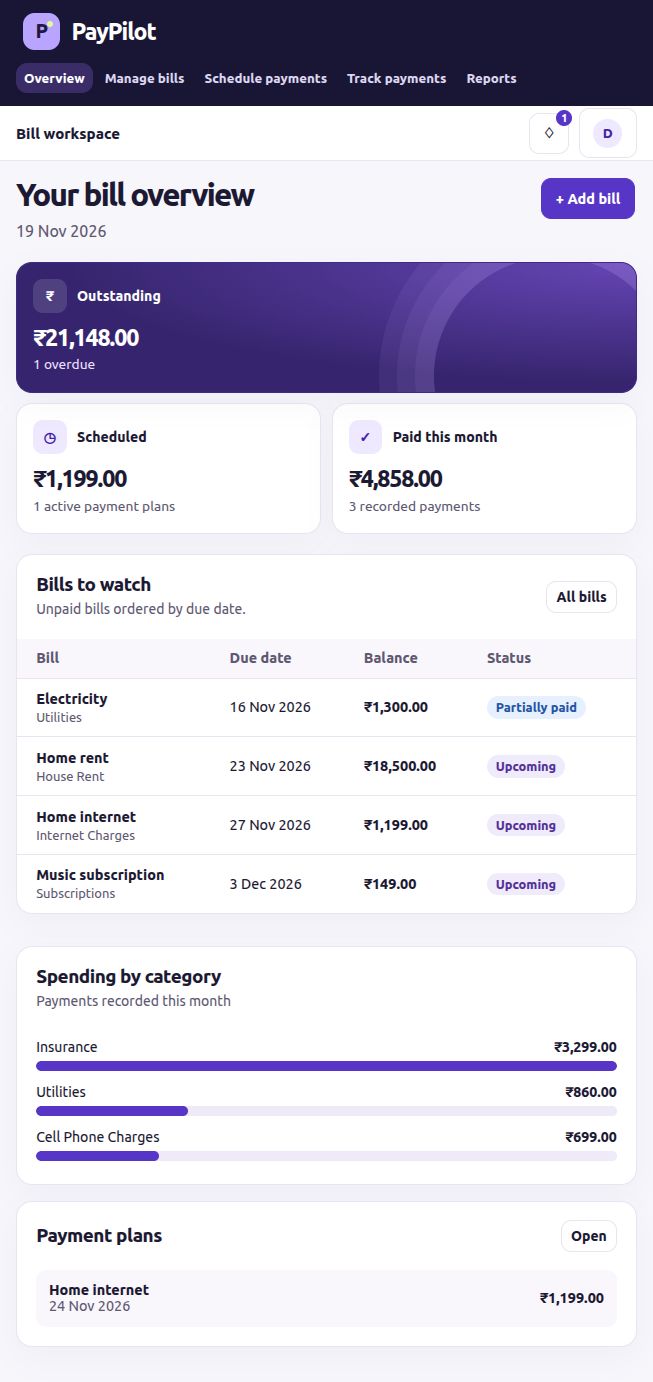 P PayPilot
Overview Manage bills Schedule payments Track payments Reports
Bill workspace ♢ 1 D
Your bill overview + Add bill
19 Nov 2026
₹ Outstanding
₹21,148.00
1 overdue
◷ Scheduled
₹1,199.00
1 active payment plans
✓ Paid this month
₹4,858.00
3 recorded payments
Bills to watch
Unpaid bills ordered by due date.
All bills
Bill Due date Balance Status
Electricity
Utilities
16 Nov 2026 ₹1,300.00 Partially paid
Home rent
House Rent
23 Nov 2026 ₹18,500.00 Upcoming
Home internet
Internet Charges
27 Nov 2026 ₹1,199.00 Upcoming
Music subscription
Subscriptions
3 Dec 2026 ₹149.00 Upcoming
Spending by category
Payments recorded this month
Insurance ₹3,299.00
Utilities ₹860.00
Cell Phone Charges ₹699.00
Payment plans Open
Home internet
24 Nov 2026
₹1,199.00